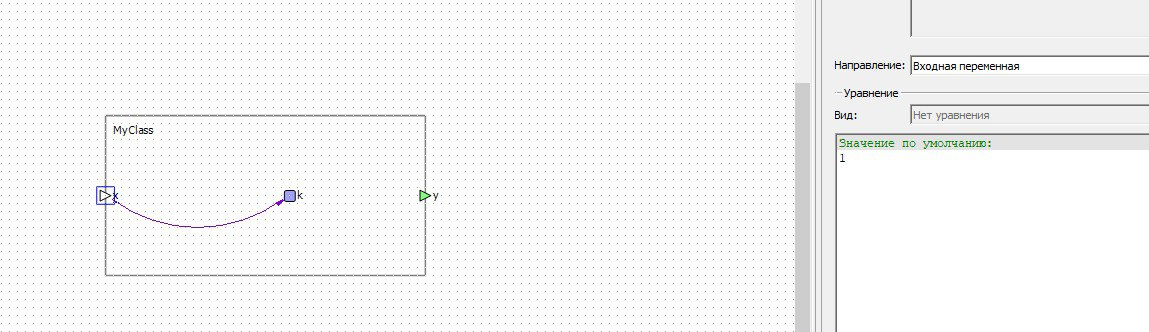 MyClass
x
k
y
Направление:
Входная переменная
Уравнение
Вид:
Нет уравнения
Значение по умолчанию:
1